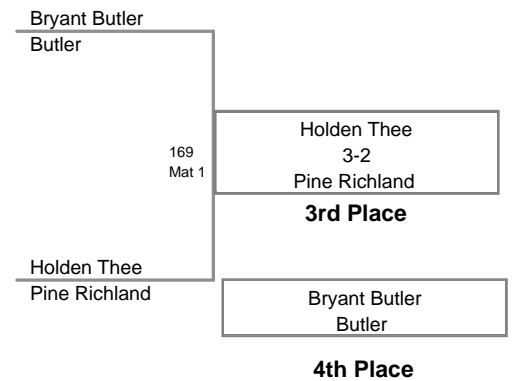 Bryant Butler
Butler
169
Mat 1
Holden Thee
3-2
Pine Richland
3rd Place
Holden Thee
Pine Richland
Bryant Butler
Butler
4th Place